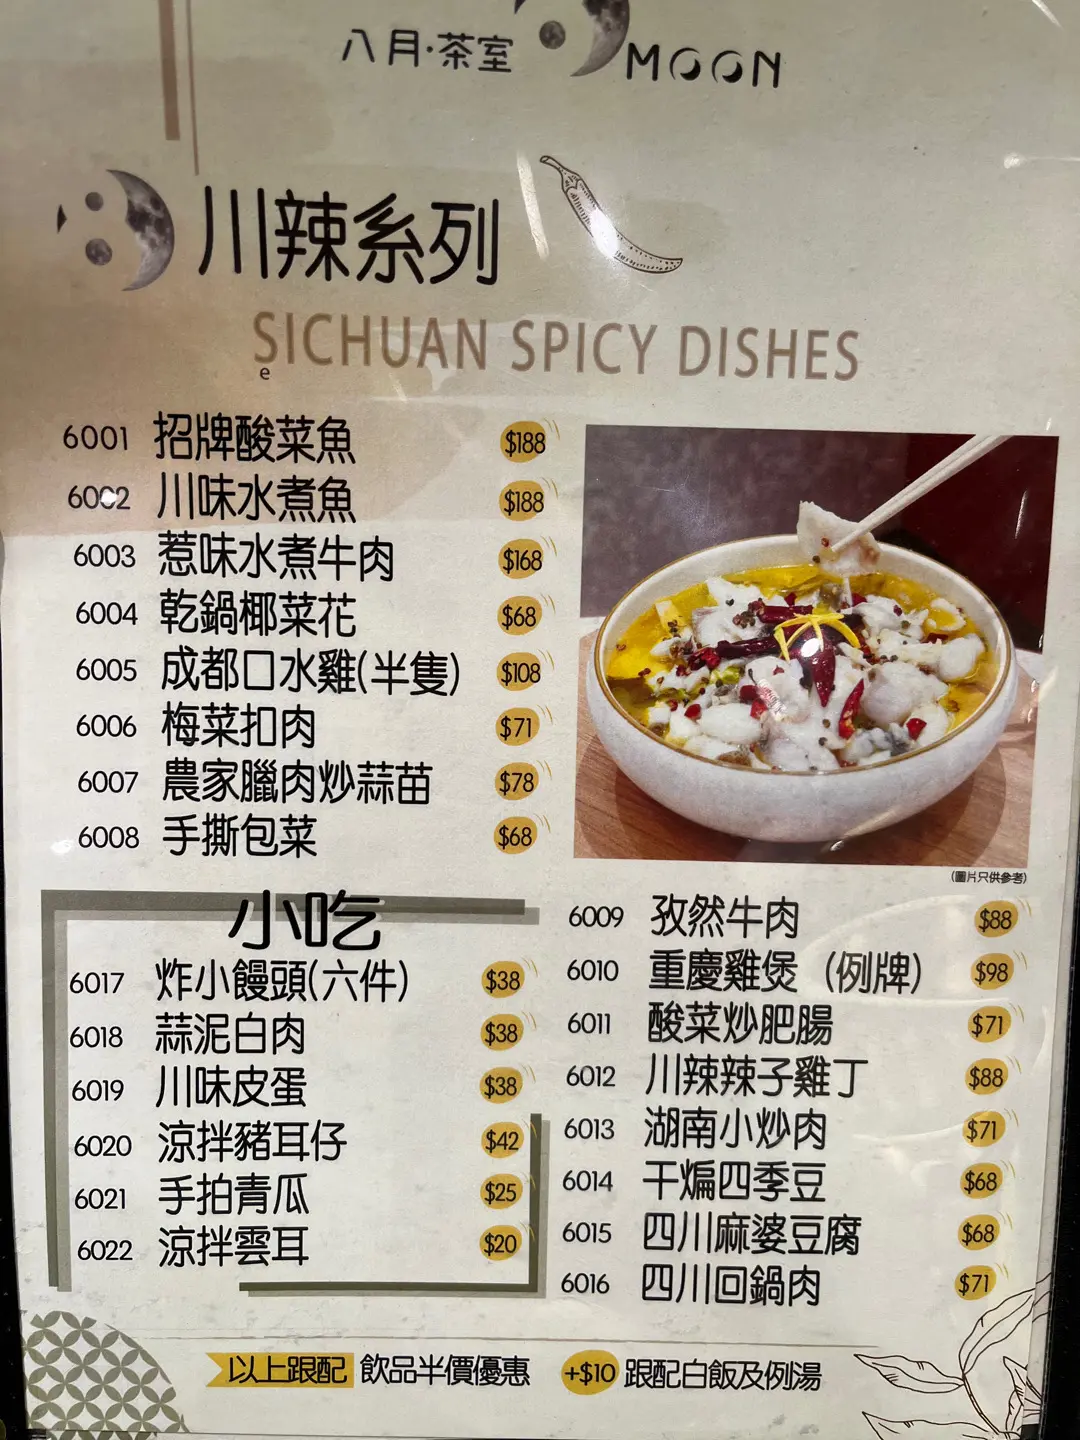 八月·茶室 MOON
川辣系列
SICHUAN SPICY DISHES
e
6001 招牌酸菜魚 $188
6002 川味水煮魚 $188
6003 惹味水煮牛肉 $168
6004 乾鍋椰菜花 $68
6005 成都口水雞(半隻) $108
6006 梅菜扣肉 $71
6007 農家臘肉炒蒜苗 $78
6008 手撕包菜 $68
(圖片只供參考)
小吃
6017 炸小饅頭(六件) $38
6018 蒜泥白肉 $38
6019 川味皮蛋 $38
6020 涼拌豬耳仔 $42
6021 手拍青瓜 $25
6022 涼拌雲耳 $20
6009 孜然牛肉 $88
6010 重慶雞煲 (例牌) $98
6011 酸菜炒肥腸 $71
6012 川辣辣子雞丁 $88
6013 湖南小炒肉 $71
6014 干煸四季豆 $68
6015 四川麻婆豆腐 $68
6016 四川回鍋肉 $71
以上跟配 飲品半價優惠 +$10 跟配白飯及例湯